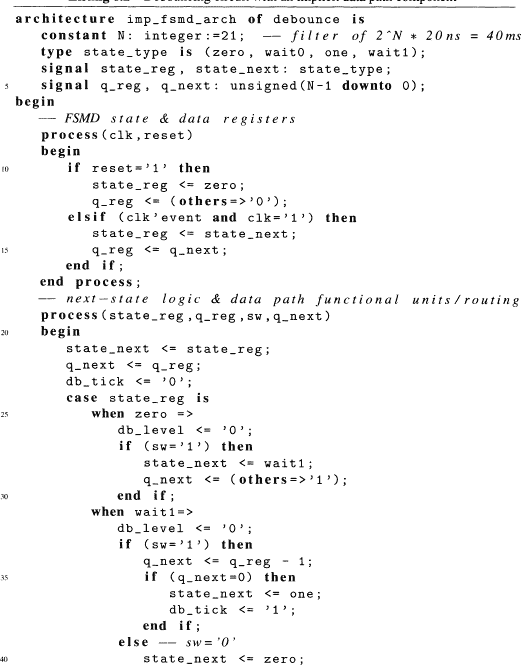 architecture imp_fsmd_arch of debounce is
constant N: integer:=21; -- filter of 2^N * 20ns = 40ms
type state_type is (zero, wait0, one, wait1);
signal state_reg, state_next: state_type;
5 signal q_reg, q_next: unsigned(N-1 downto 0);
begin
-- FSMD state & data registers
process(clk,reset)
begin
10 if reset='1' then
state_reg <= zero;
q_reg <= (others=>'0');
elsif (clk'event and clk='1') then
state_reg <= state_next;
15 q_reg <= q_next;
end if;
end process;
-- next-state logic & data path functional units/routing
process(state_reg,q_reg,sw,q_next)
20 begin
state_next <= state_reg;
q_next <= q_reg;
db_tick <= '0';
case state_reg is
25 when zero =>
db_level <= '0';
if (sw='1') then
state_next <= wait1;
q_next <= (others=>'1');
30 end if;
when wait1=>
db_level <= '0';
if (sw='1') then
q_next <= q_reg - 1;
35 if (q_next=0) then
state_next <= one;
db_tick <= '1';
end if;
else -- sw='0'
40 state_next <= zero;